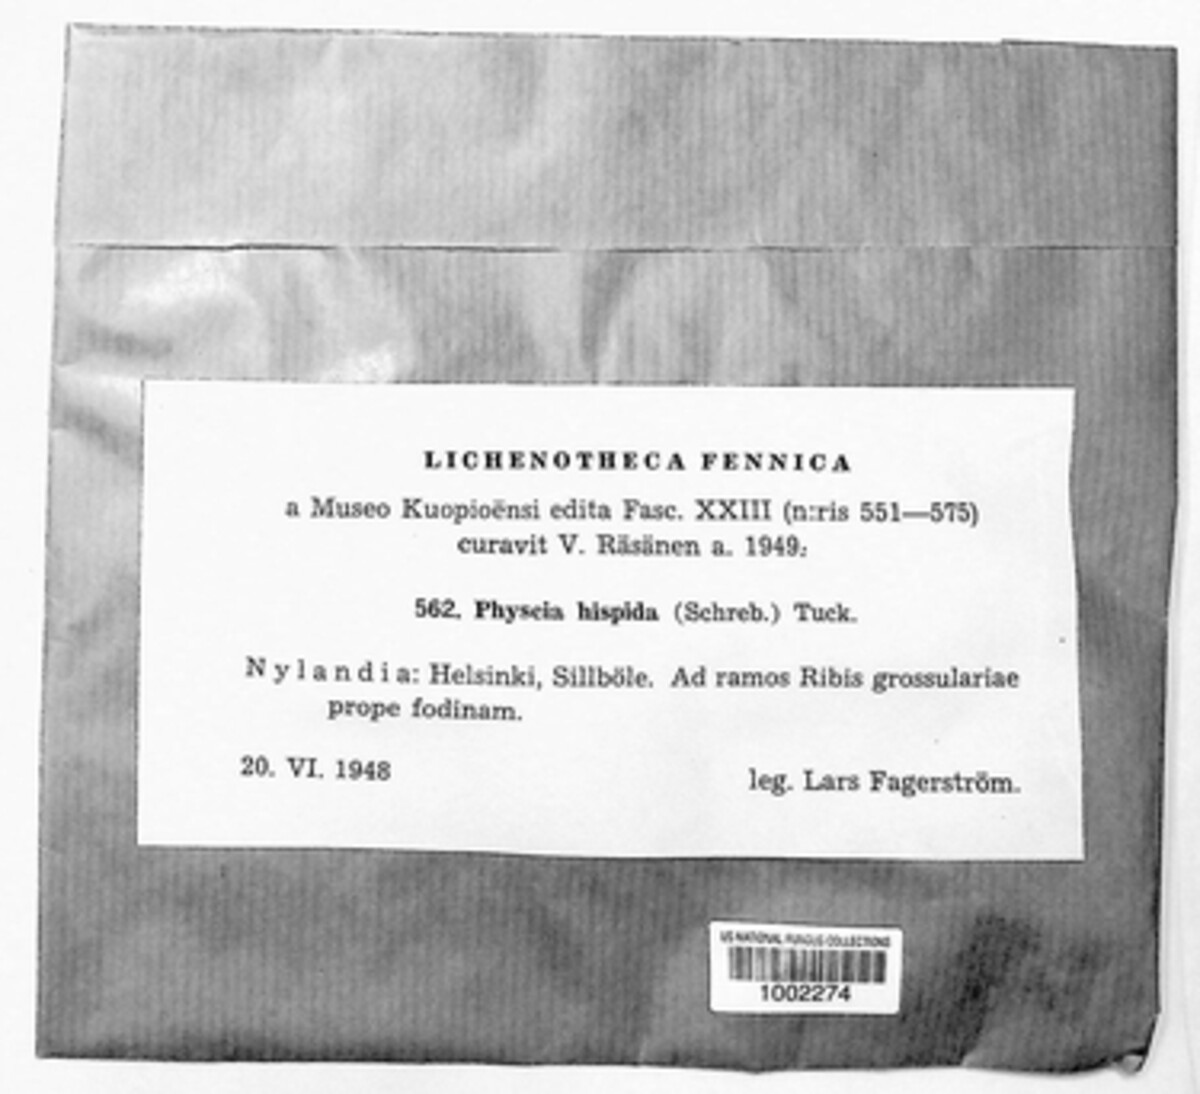 LICHENOTHECA FENNICA
a Museo Kuopioënsi edita Fasc. XXIII (n:ris 551—575)
curavit V. Räsänen a. 1949.
562. Physcia hispida (Schreb.) Tuck.
Nylandia: Helsinki, Sillböle. Ad ramos Ribis grossulariae
prope fodinam.
20. VI. 1948
leg. Lars Fagerström.
US NATIONAL FUNGUS COLLECTIONS
1002274